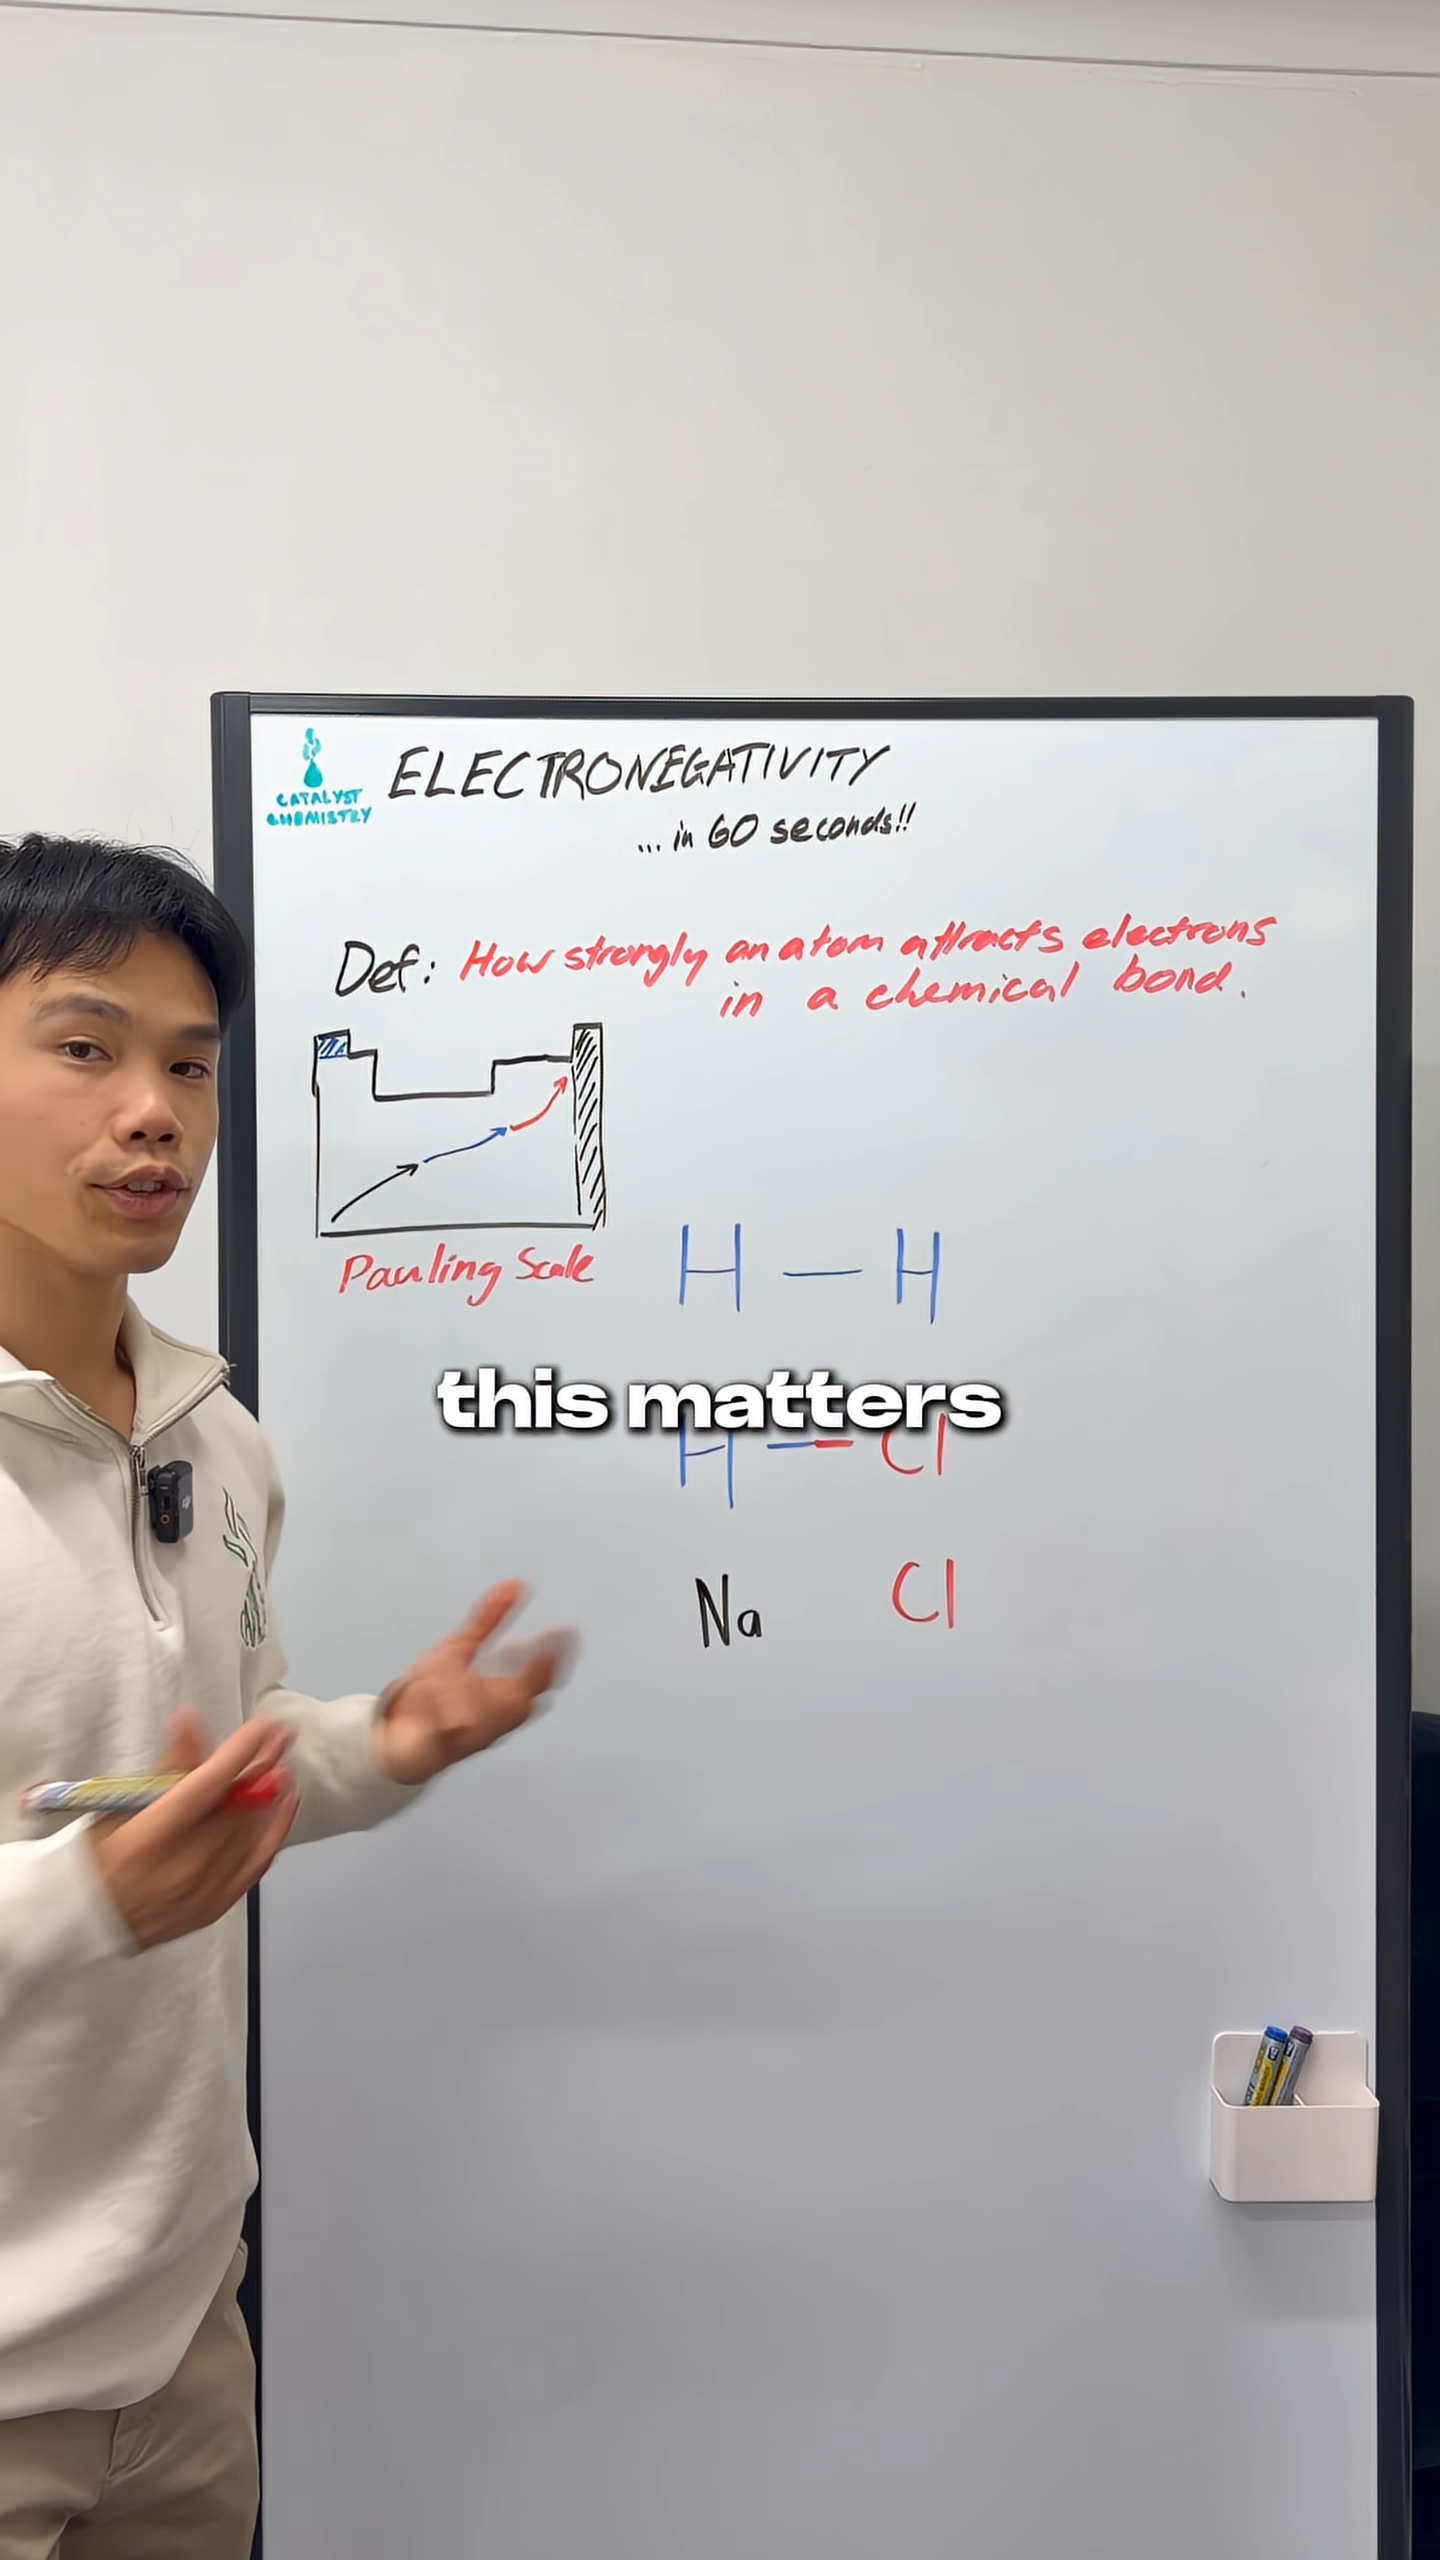 CATALYST
CHEMISTRY
ELECTRONEGATIVITY
... in 60 seconds!!
Def: How strongly an atom attracts electrons
in a chemical bond.
Pauling Scale
H — H
this matters
H — Cl
Na Cl